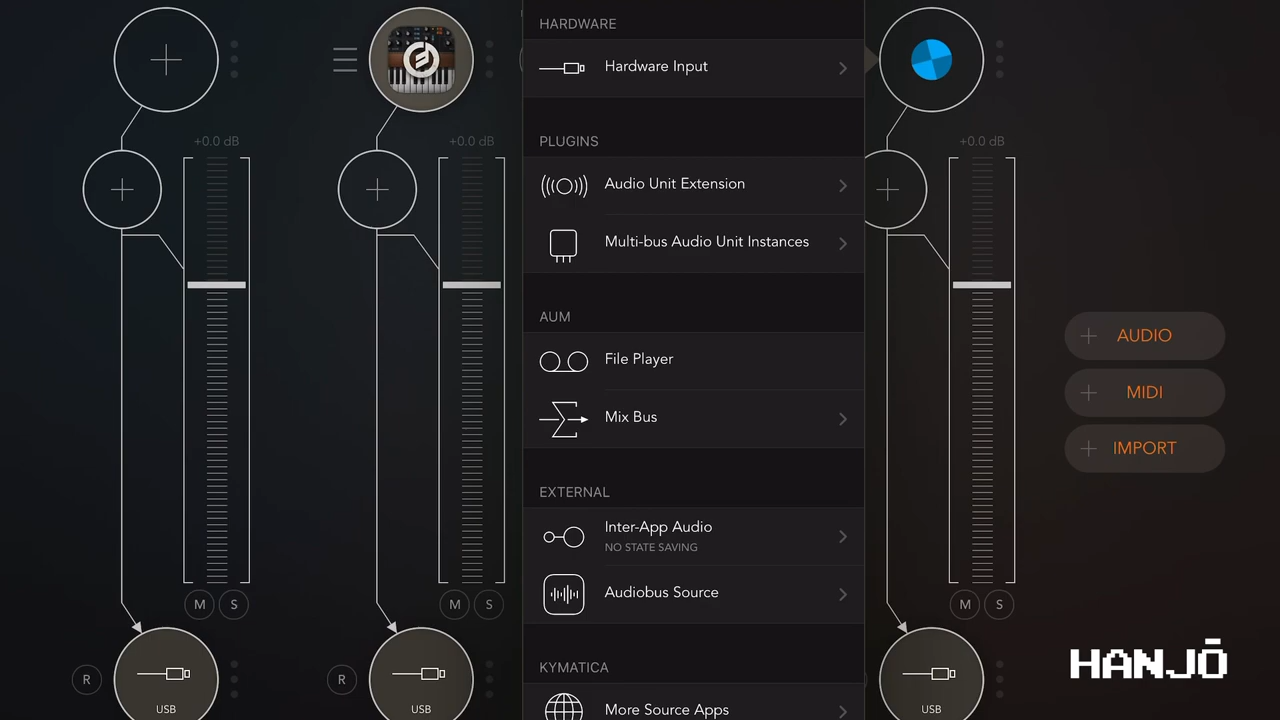 +0.0 dB
M
S
R
USB
+0.0 dB
M
S
R
USB
HARDWARE
Hardware Input
PLUGINS
Audio Unit Extension
Multi-bus Audio Unit Instances
AUM
File Player
Mix Bus
EXTERNAL
Inter-App Audio
NO STATE SAVING
Audiobus Source
KYMATICA
More Source Apps
+0.0 dB
M
S
USB
AUDIO
MIDI
IMPORT
HANJŌ